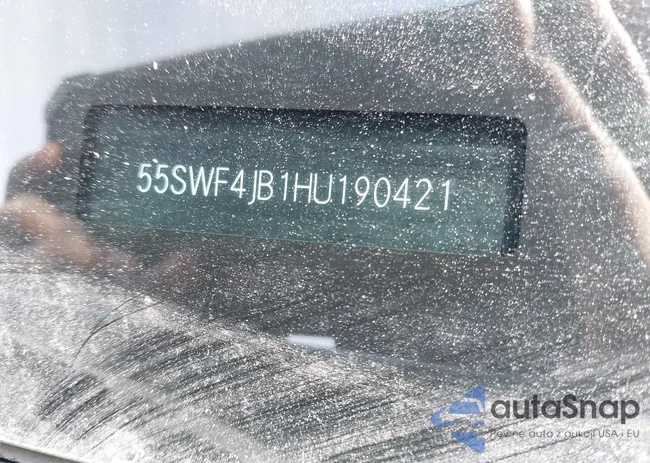 55SWF4JB1HU190421
autaSnap
Pewne auta z aukcji USA i EU